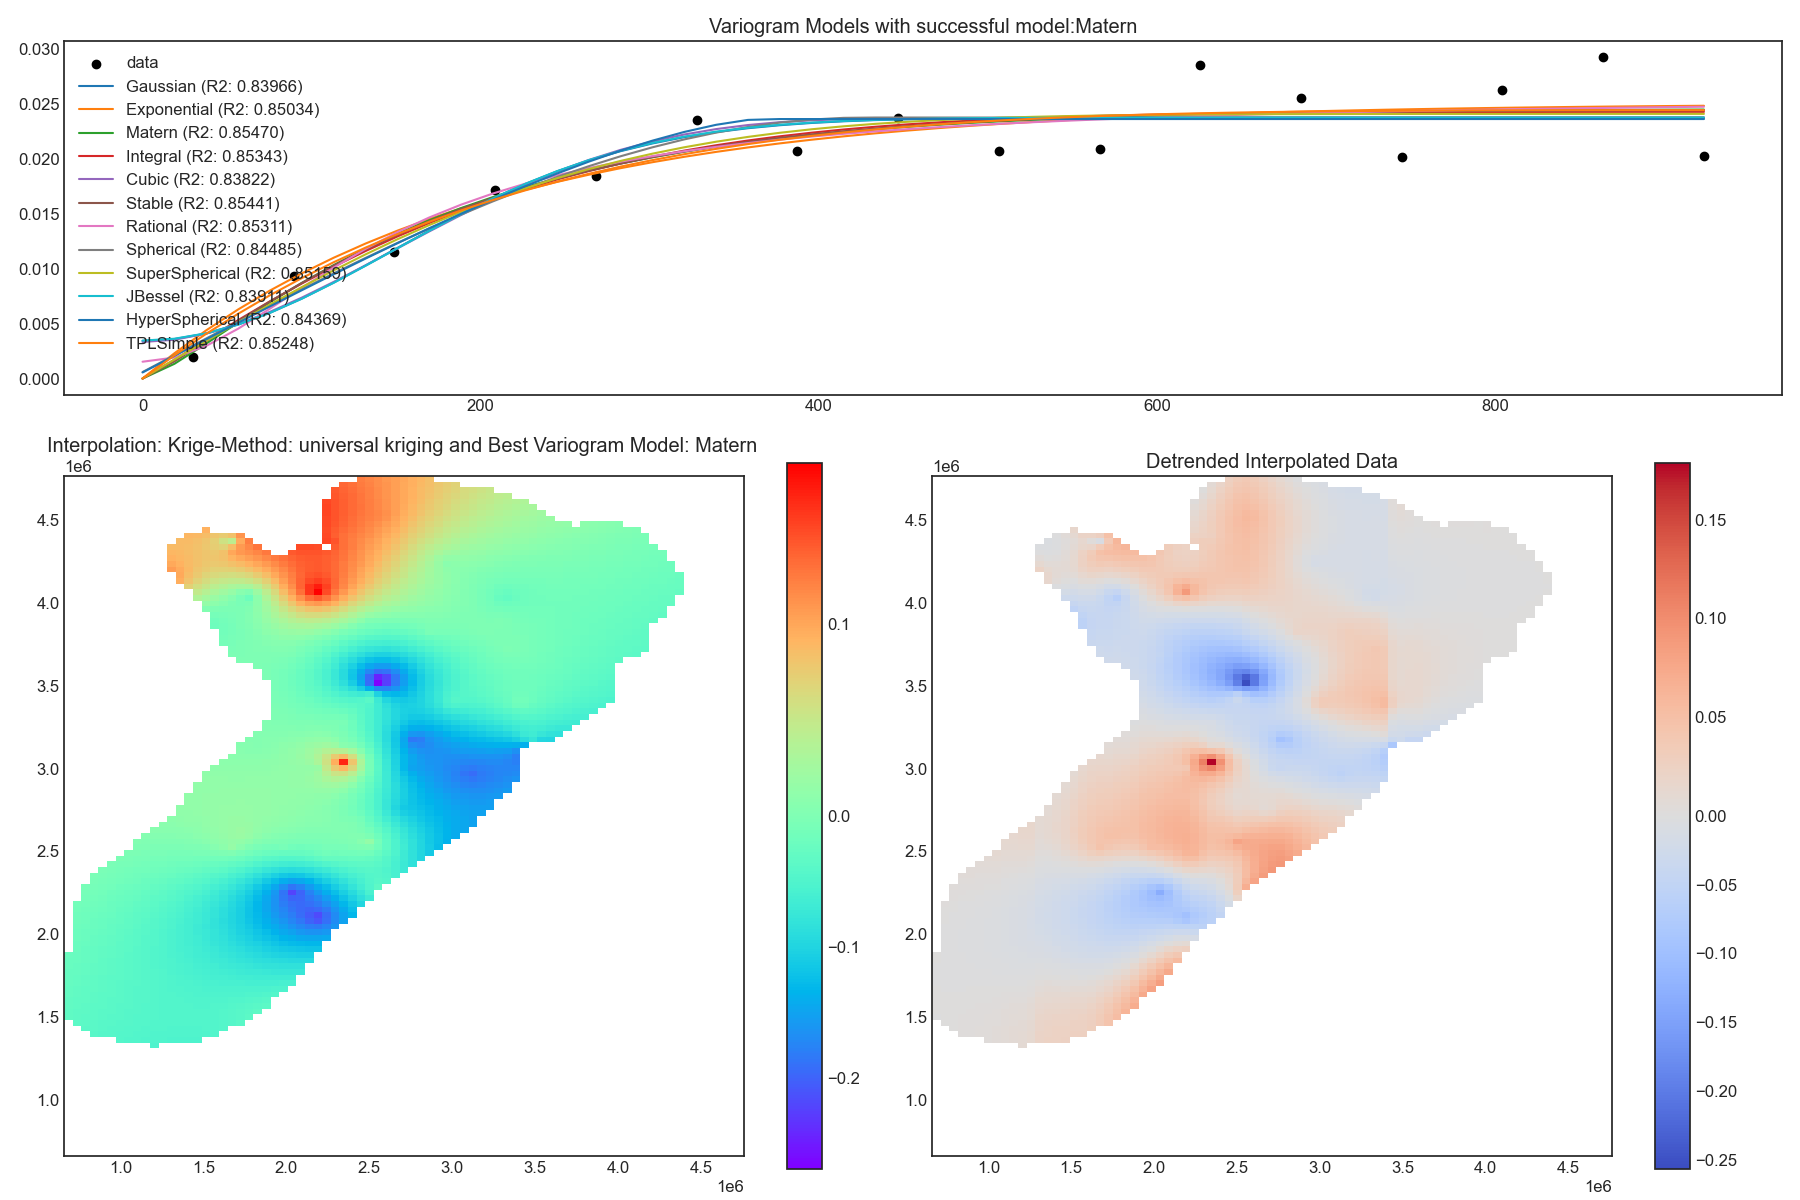 Variogram Models with successful model:Matern
0.030
0.025
0.020
0.015
0.010
0.005
0.000
data
Gaussian (R2: 0.83966)
Exponential (R2: 0.85034)
Matern (R2: 0.85470)
Integral (R2: 0.85343)
Cubic (R2: 0.83822)
Stable (R2: 0.85441)
Rational (R2: 0.85311)
Spherical (R2: 0.84485)
SuperSpherical (R2: 0.85159)
JBessel (R2: 0.83911)
HyperSpherical (R2: 0.84369)
TPLSimple (R2: 0.85248)
0 200 400 600 800
Interpolation: Krige-Method: universal kriging and Best Variogram Model: Matern
1e6
4.5
4.0
3.5
3.0
2.5
2.0
1.5
1.0
1.0 1.5 2.0 2.5 3.0 3.5 4.0 4.5
1e6
0.1
0.0
−0.1
−0.2
Detrended Interpolated Data
1e6
4.5
4.0
3.5
3.0
2.5
2.0
1.5
1.0
1.0 1.5 2.0 2.5 3.0 3.5 4.0 4.5
1e6
0.15
0.10
0.05
0.00
−0.05
−0.10
−0.15
−0.20
−0.25